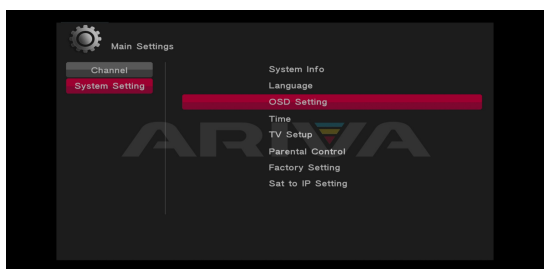 Main Settings
Channel
System Setting
System Info
Language
OSD Setting
Time
TV Setup
Parental Control
Factory Setting
Sat to IP Setting
ARIVA